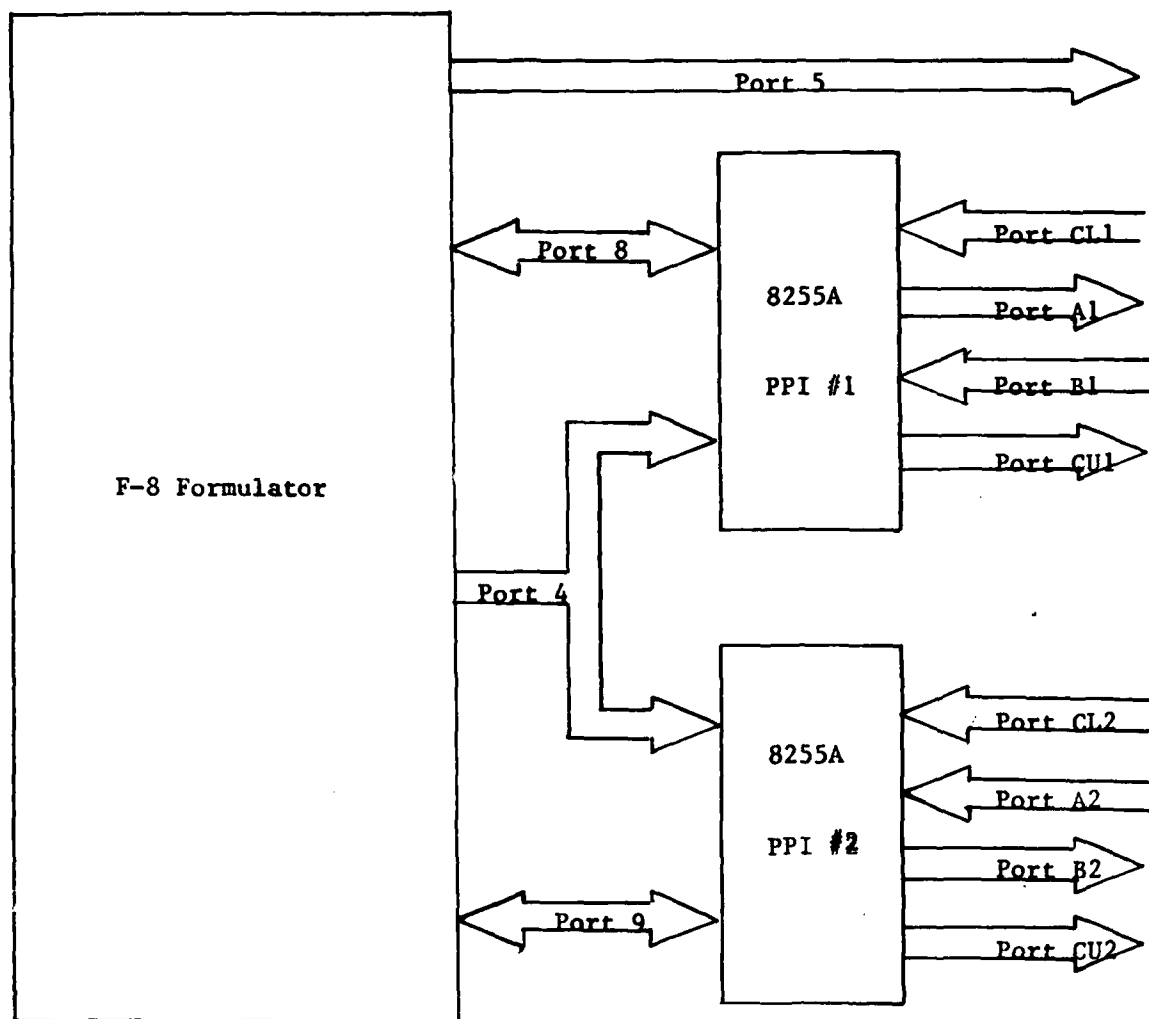 Port 5
Port 8
Port CL1
Port A1
Port B1
Port CU1
8255A
PPI #1
F-8 Formulator
Port 4
Port CL2
Port A2
Port B2
Port CU2
8255A
PPI #2
Port 9